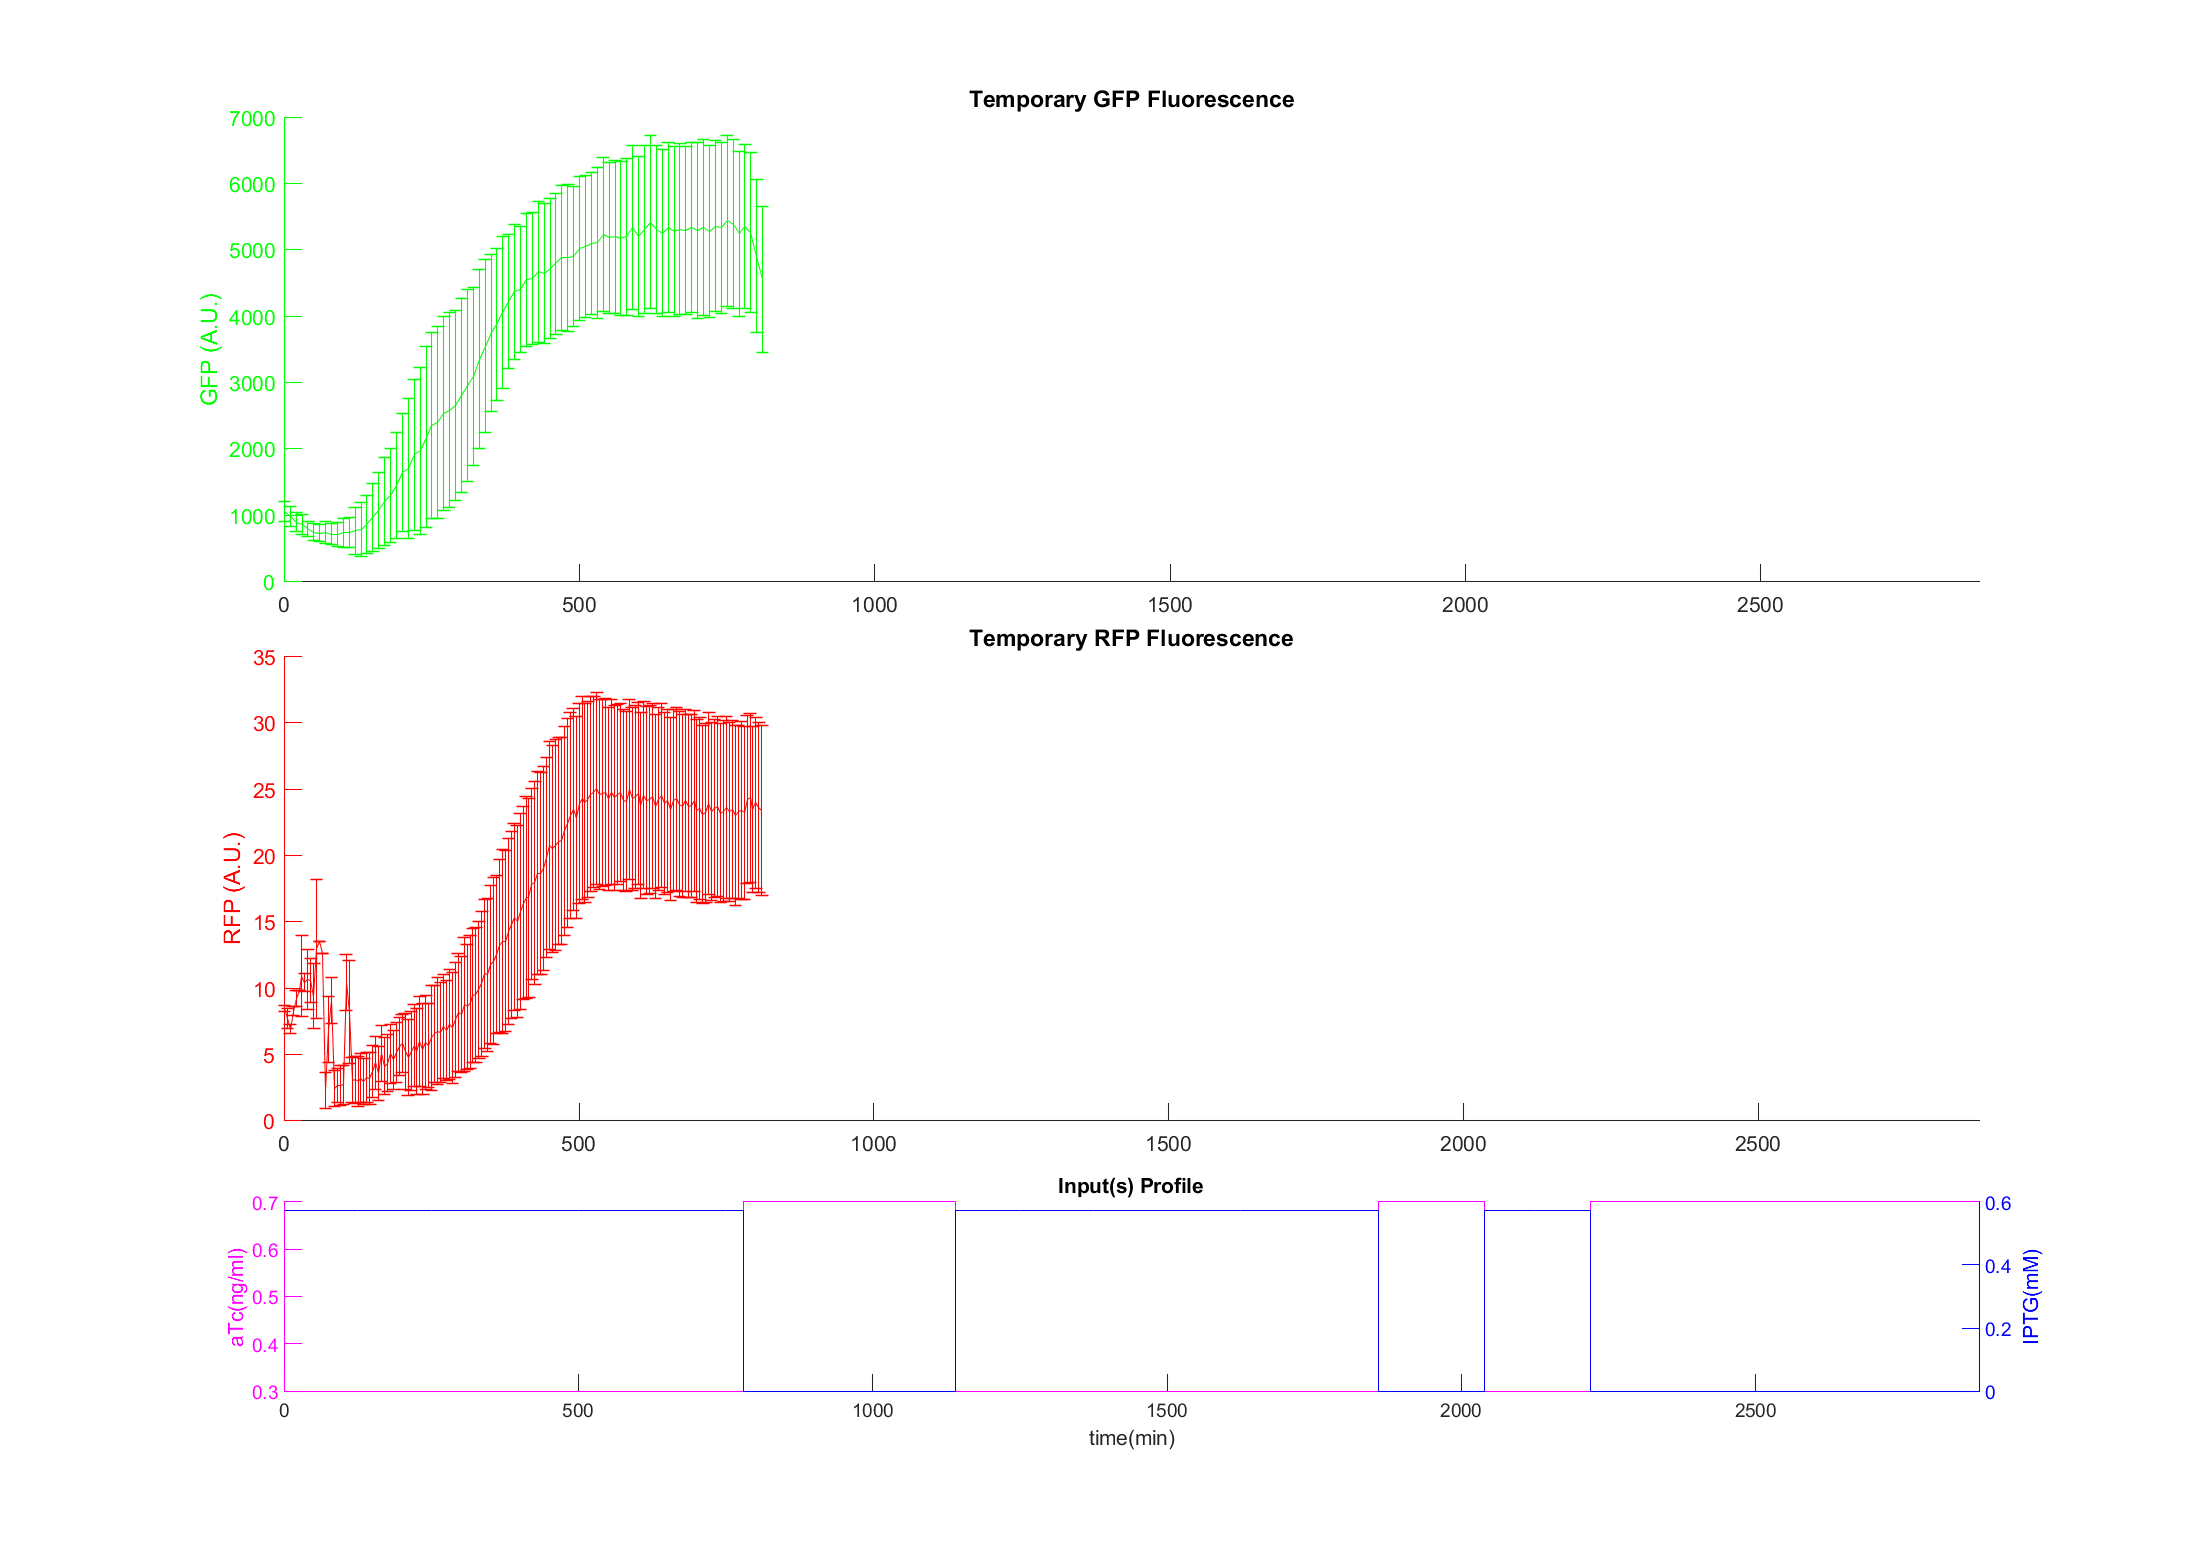 Temporary GFP Fluorescence
GFP (A.U.)
7000
6000
5000
4000
3000
2000
1000
0
0 500 1000 1500 2000 2500
Temporary RFP Fluorescence
RFP (A.U.)
35
30
25
20
15
10
5
0
0 500 1000 1500 2000 2500
Input(s) Profile
aTc(ng/ml)
0.7
0.6
0.5
0.4
0.3
IPTG(mM)
0.6
0.4
0.2
0
0 500 1000 1500 2000 2500
time(min)